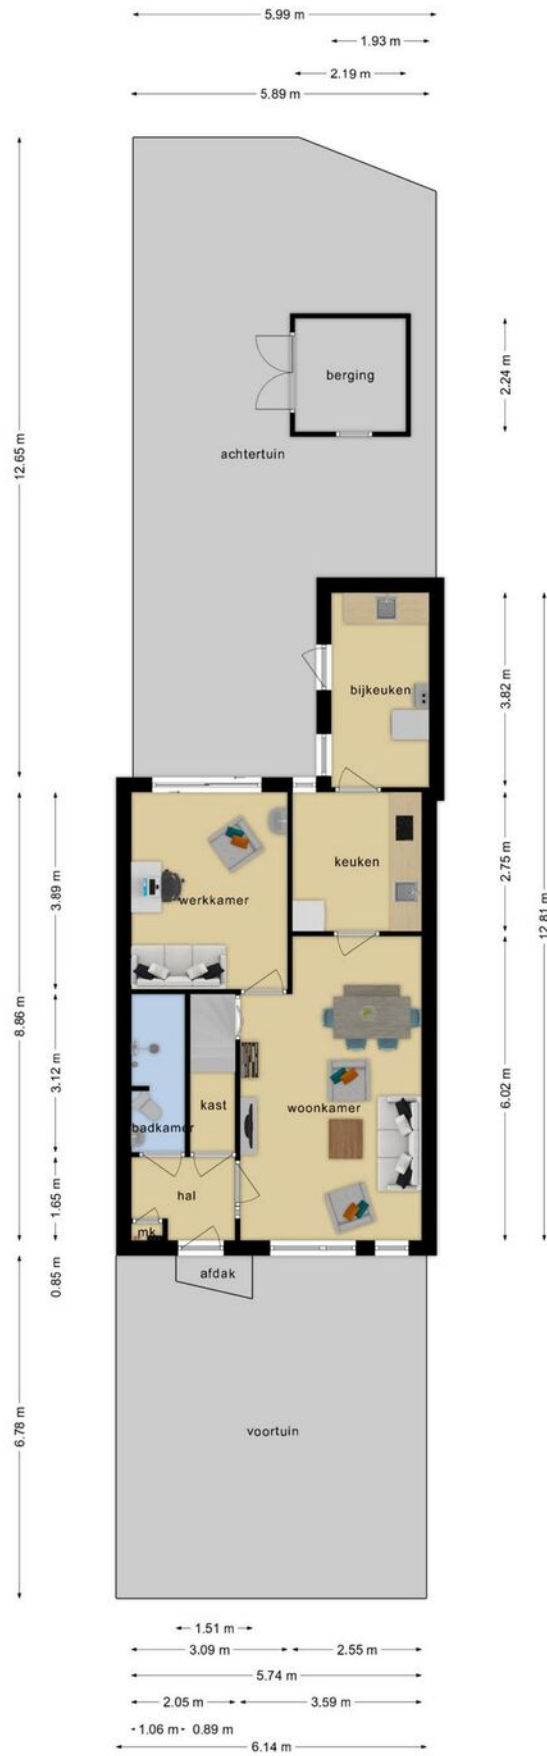 5.99 m
1.93 m
2.19 m
5.89 m
berging
2.24 m
achtertuin
12.65 m
bijkeuken
3.82 m
keuken
2.75 m
werkkamer
3.89 m
8.86 m
12.81 m
6.02 m
3.12 m
kast
woonkamer
badkamer
hal
1.65 m
mk
afdak
0.85 m
voortuin
6.78 m
1.51 m
3.09 m
2.55 m
5.74 m
2.05 m
3.59 m
1.06 m
0.89 m
6.14 m